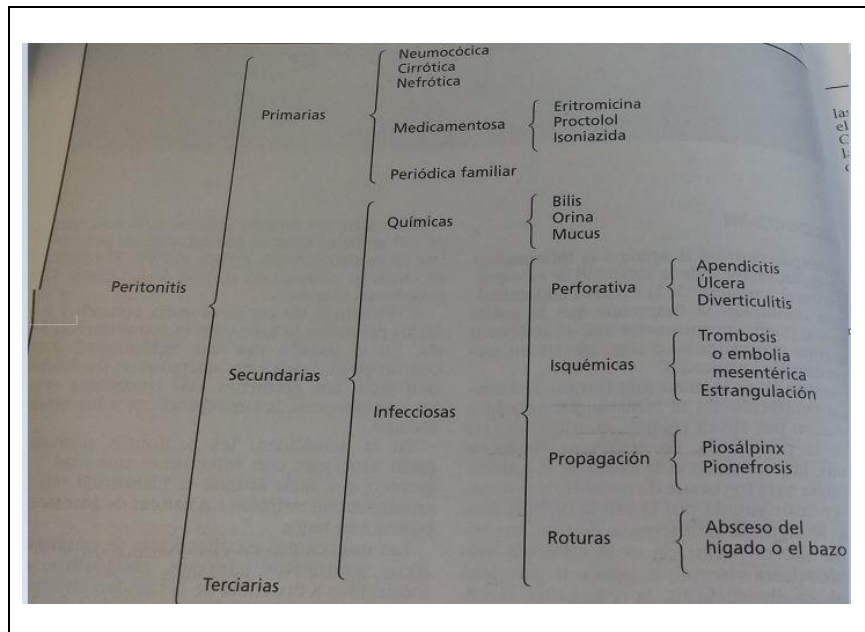 Neumocócica
Cirrótica
Nefrótica
Primarias
Medicamentosa
Eritromicina
Proctolol
Isoniazida
Periódica familiar
Químicas
Bilis
Orina
Mucus
Peritonitis
Perforativa
Apendicitis
Úlcera
Diverticulitis
Secundarias
Isquémicas
Trombosis
o embolia
mesentérica
Estrangulación
Infecciosas
Propagación
Piosálpinx
Pionefrosis
Roturas
Absceso del
hígado o el bazo
Terciarias